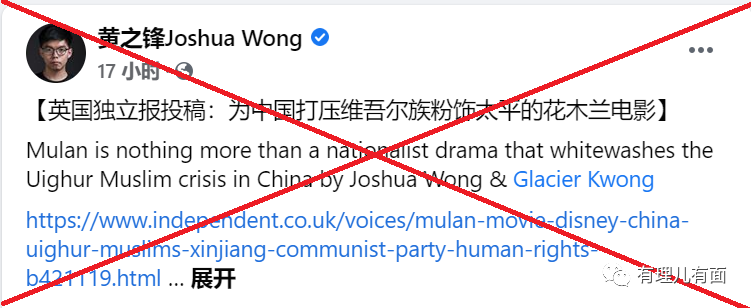 黄之锋Joshua Wong
17 小时
【英国独立报投稿：为中国打压维吾尔族粉饰太平的花木兰电影】
Mulan is nothing more than a nationalist drama that whitewashes the
Uighur Muslim crisis in China by Joshua Wong & Glacier Kwong
https://www.independent.co.uk/voices/mulan-movie-disney-china-
uighur-muslims-xinjiang-communist-party-human-rights-
b421119.html ... 展开
有理儿有面